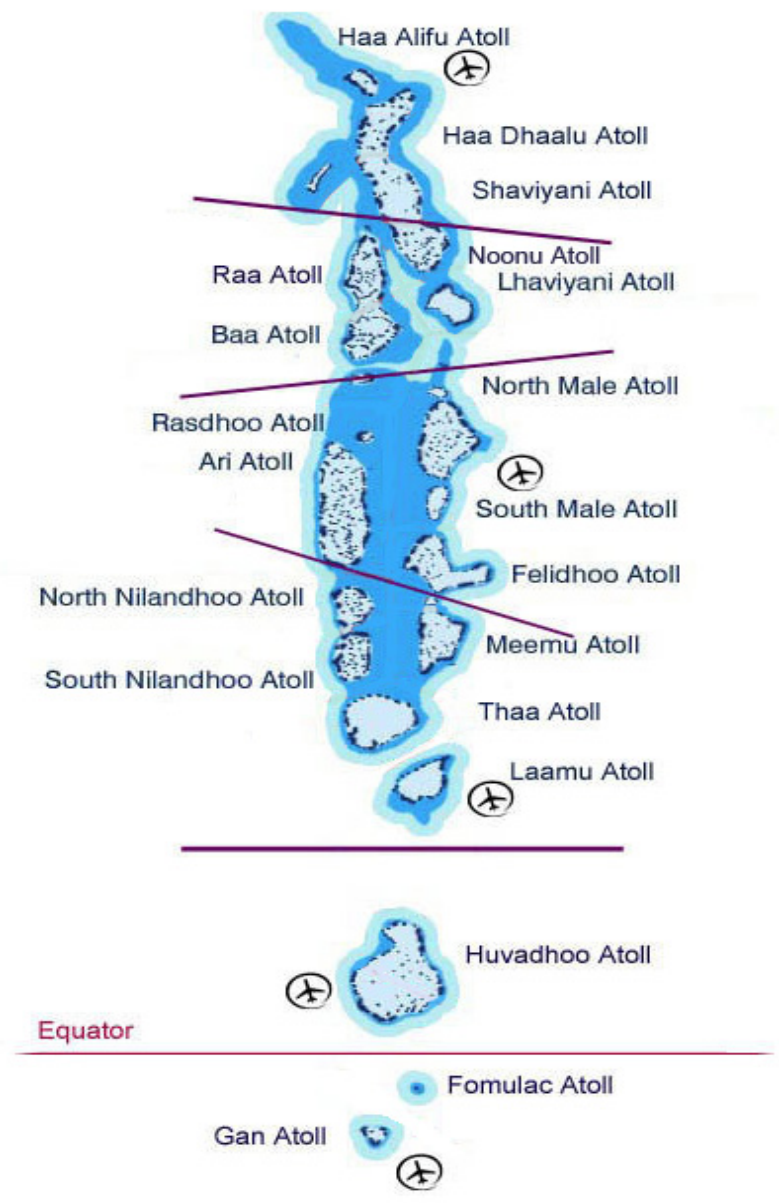 Haa Alifu Atoll
Haa Dhaalu Atoll
Shaviyani Atoll
Noonu Atoll
Raa Atoll
Lhaviyani Atoll
Baa Atoll
North Male Atoll
Rasdhoo Atoll
Ari Atoll
South Male Atoll
Felidhoo Atoll
North Nilandhoo Atoll
Meemu Atoll
South Nilandhoo Atoll
Thaa Atoll
Laamu Atoll
Huvadhoo Atoll
Equator
Fomulac Atoll
Gan Atoll